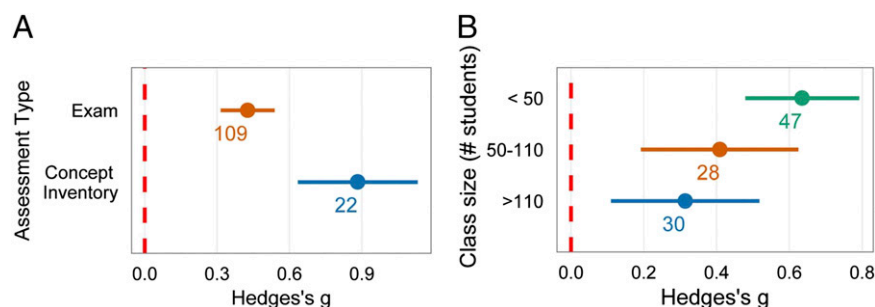 A
Assessment Type
Exam
109
Concept
Inventory
22
0.0 0.3 0.6 0.9
Hedges's g
B
Class size (# students)
< 50
47
50-110
28
>110
30
0.0 0.2 0.4 0.6 0.8
Hedges's g